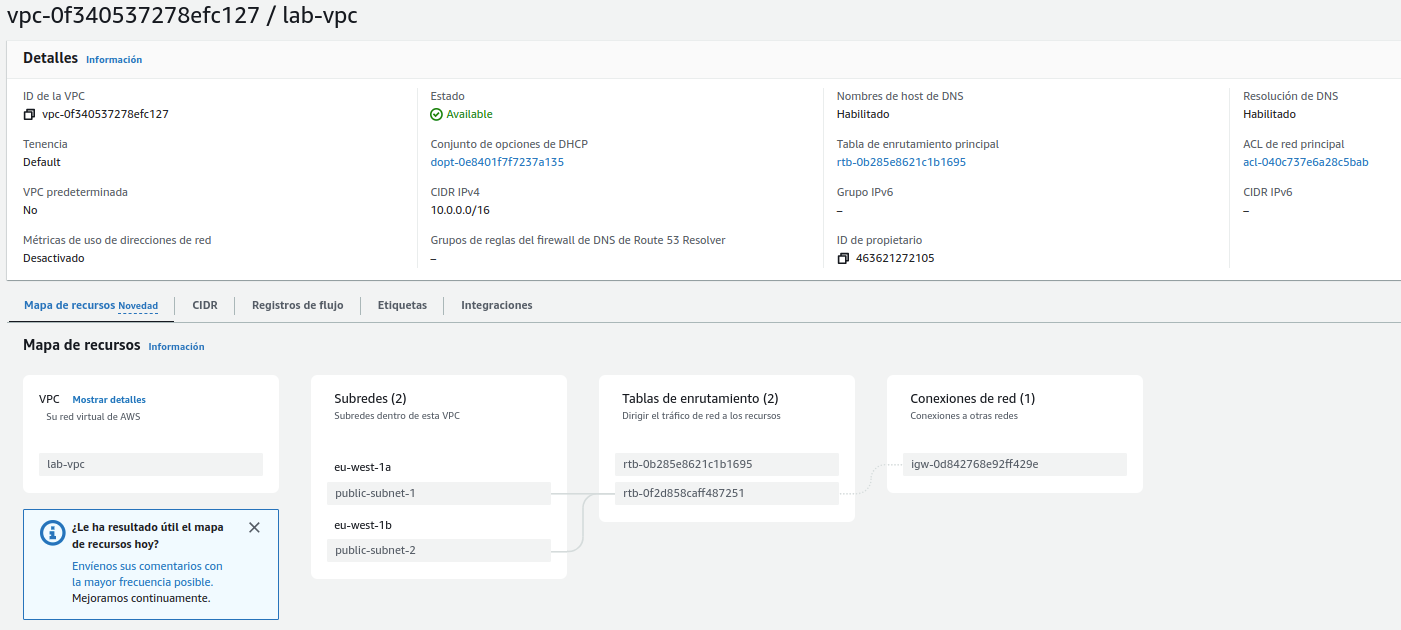 vpc-0f340537278efc127 / lab-vpc
Detalles Información
ID de la VPC
vpc-0f340537278efc127
Estado
Available
Nombres de host de DNS
Habilitado
Resolución de DNS
Habilitado
Tenencia
Default
Conjunto de opciones de DHCP
dopt-0e8401f7f7237a135
Tabla de enrutamiento principal
rtb-0b285e8621c1b1695
ACL de red principal
acl-040c737e6a28c5bab
VPC predeterminada
No
CIDR IPv4
10.0.0.0/16
Grupo IPv6
–
CIDR IPv6
–
Métricas de uso de direcciones de red
Desactivado
Grupos de reglas del firewall de DNS de Route 53 Resolver
–
ID de propietario
463621272105
Mapa de recursos Novedad
CIDR
Registros de flujo
Etiquetas
Integraciones
Mapa de recursos Información
VPC Mostrar detalles
Su red virtual de AWS
lab-vpc
Subredes (2)
Subredes dentro de esta VPC
eu-west-1a
public-subnet-1
eu-west-1b
public-subnet-2
Tablas de enrutamiento (2)
Dirigir el tráfico de red a los recursos
rtb-0b285e8621c1b1695
rtb-0f2d858caff487251
Conexiones de red (1)
Conexiones a otras redes
igw-0d842768e92ff429e
¿Le ha resultado útil el mapa
de recursos hoy?
Envíenos sus comentarios con
la mayor frecuencia posible.
Mejoramos continuamente.